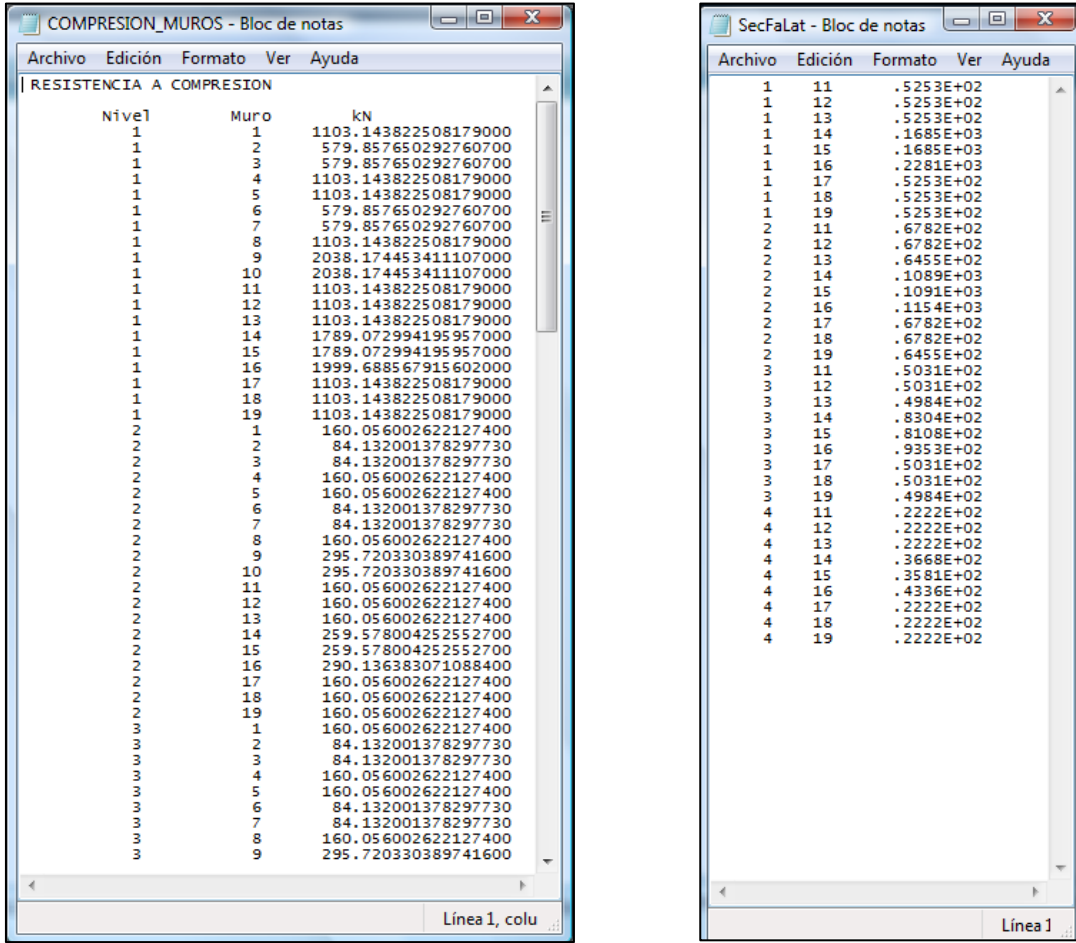 COMPRESION_MUROS - Bloc de notas
Archivo Edición Formato Ver Ayuda
RESISTENCIA A COMPRESION
Nivel Muro kN
1 1 1103.143822508179000
1 2 579.857650292760700
1 3 579.857650292760700
1 4 1103.143822508179000
1 5 1103.143822508179000
1 6 579.857650292760700
1 7 579.857650292760700
1 8 1103.143822508179000
1 9 2038.174453411107000
1 10 2038.174453411107000
1 11 1103.143822508179000
1 12 1103.143822508179000
1 13 1103.143822508179000
1 14 1789.072994195957000
1 15 1789.072994195957000
1 16 1999.688567915602000
1 17 1103.143822508179000
1 18 1103.143822508179000
1 19 1103.143822508179000
2 1 160.056002622127400
2 2 84.132001378297730
2 3 84.132001378297730
2 4 160.056002622127400
2 5 160.056002622127400
2 6 84.132001378297730
2 7 84.132001378297730
2 8 160.056002622127400
2 9 295.720330389741600
2 10 295.720330389741600
2 11 160.056002622127400
2 12 160.056002622127400
2 13 160.056002622127400
2 14 259.578004252552700
2 15 259.578004252552700
2 16 290.136383071088400
2 17 160.056002622127400
2 18 160.056002622127400
2 19 160.056002622127400
3 1 160.056002622127400
3 2 84.132001378297730
3 3 84.132001378297730
3 4 160.056002622127400
3 5 160.056002622127400
3 6 84.132001378297730
3 7 84.132001378297730
3 8 160.056002622127400
3 9 295.720330389741600
Línea 1, colu
SecFaLat - Bloc de notas
Archivo Edición Formato Ver Ayuda
1 11 .5253E+02
1 12 .5253E+02
1 13 .5253E+02
1 14 .1685E+03
1 15 .1685E+03
1 16 .2281E+03
1 17 .5253E+02
1 18 .5253E+02
1 19 .5253E+02
2 11 .6782E+02
2 12 .6782E+02
2 13 .6455E+02
2 14 .1089E+03
2 15 .1091E+03
2 16 .1154E+03
2 17 .6782E+02
2 18 .6782E+02
2 19 .6455E+02
3 11 .5031E+02
3 12 .5031E+02
3 13 .4984E+02
3 14 .8304E+02
3 15 .8108E+02
3 16 .9353E+02
3 17 .5031E+02
3 18 .5031E+02
3 19 .4984E+02
4 11 .2222E+02
4 12 .2222E+02
4 13 .2222E+02
4 14 .3668E+02
4 15 .3581E+02
4 16 .4336E+02
4 17 .2222E+02
4 18 .2222E+02
4 19 .2222E+02
Línea 1